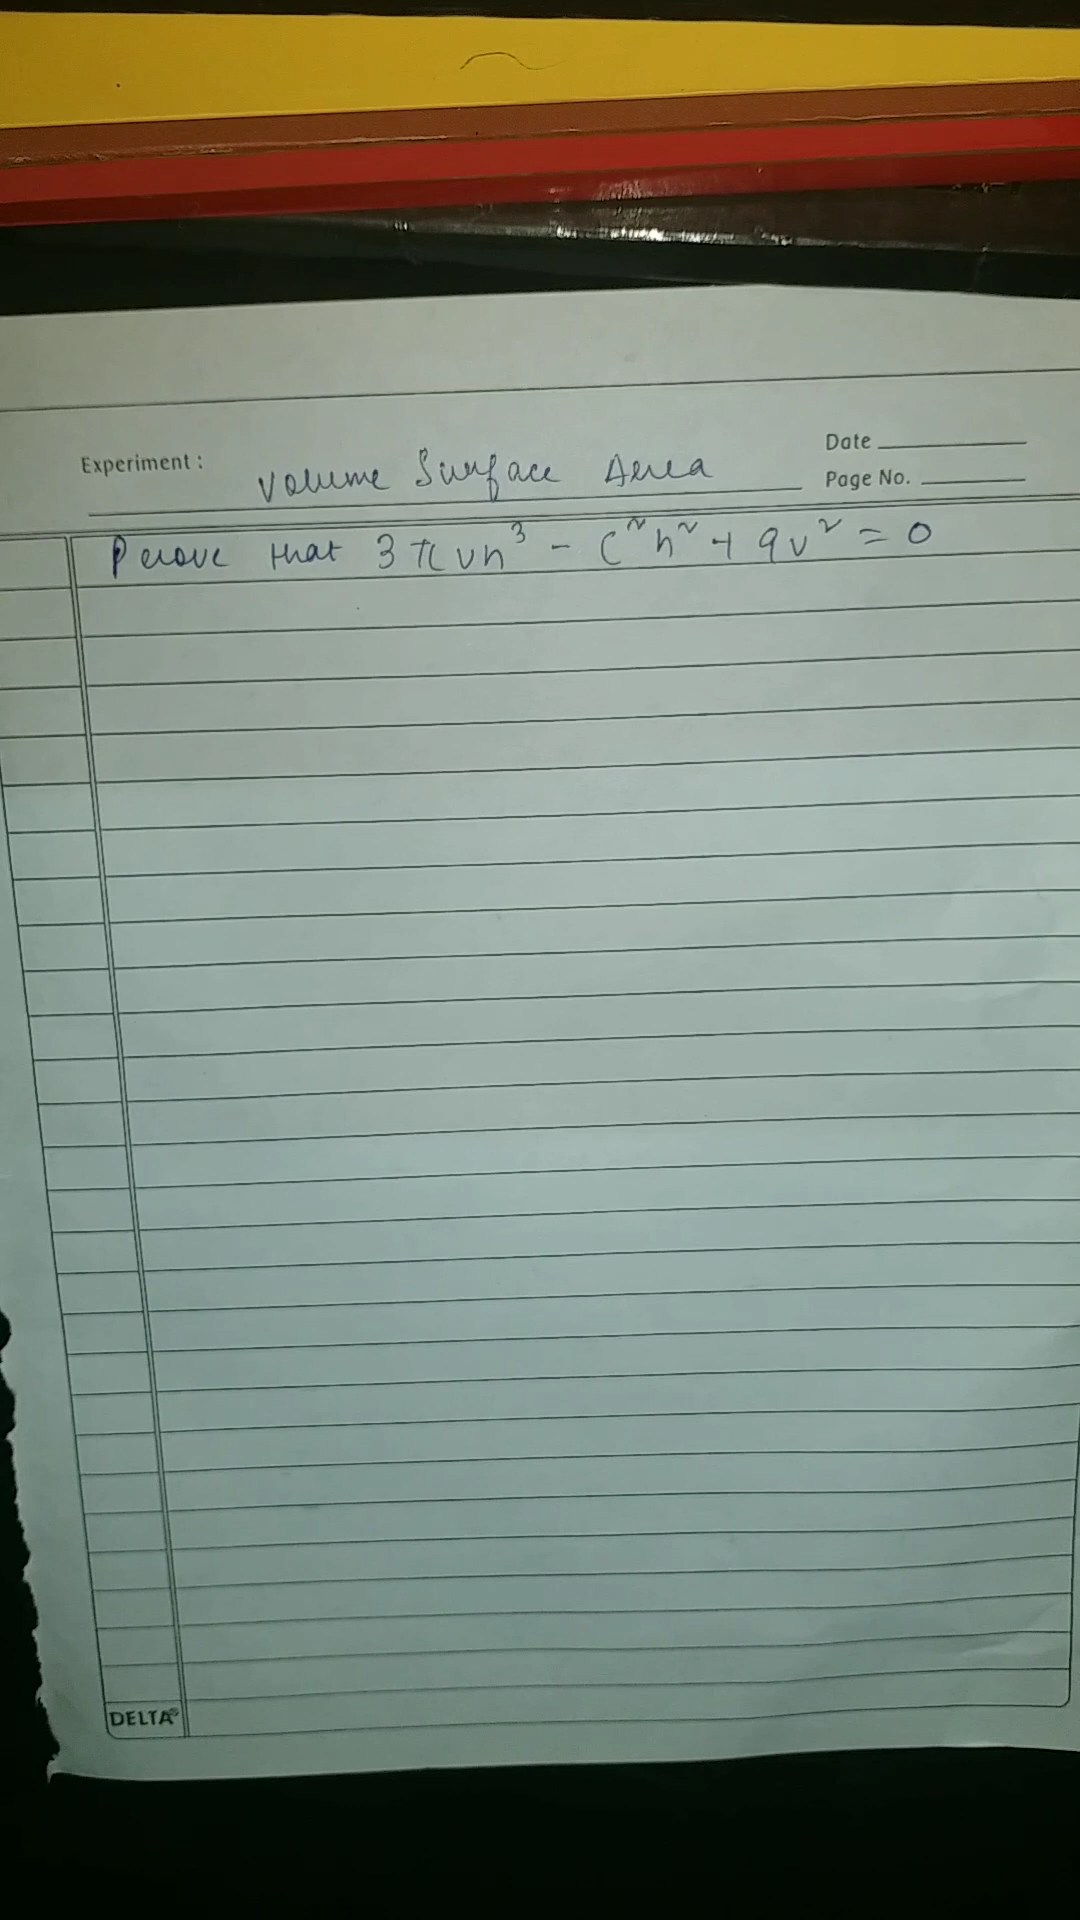 Experiment :
Volume Surface Area
Date
Page No.
Prove that 3πvh³ - c²h² + 9v² = 0
DELTA®